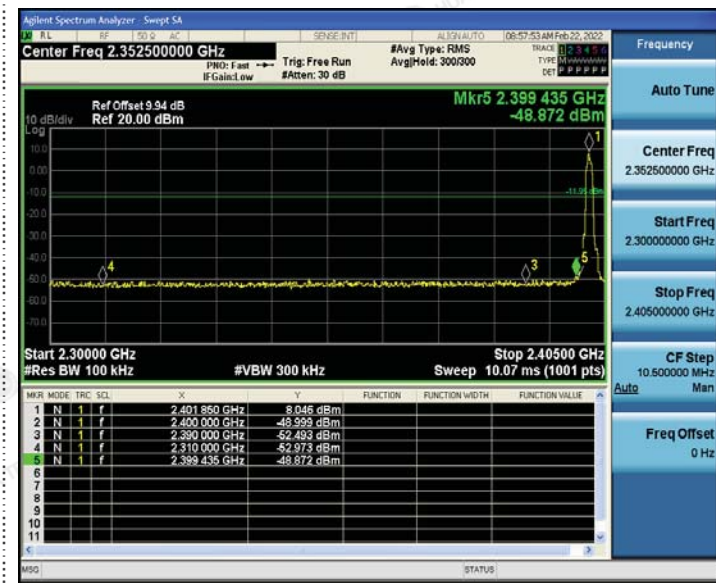 Agilent Spectrum Analyzer - Swept SA
RL RF 50 Ω AC SENSE:INT ALIGN AUTO 08:57:53 AM Feb 22, 2022
Center Freq 2.352500000 GHz
PNO: Fast
IFGain:Low
Trig: Free Run
#Atten: 30 dB
#Avg Type: RMS
Avg|Hold: 300/300
TRACE 1 2 3 4 5 6
TYPE M
DET P P P P P P
Mkr5 2.399 435 GHz
-48.872 dBm
Ref Offset 9.94 dB
10 dB/div Ref 20.00 dBm
Log
1
10.0
0.00
-10.0
-11.95 dBm
-20.0
-30.0
-40.0
4 3 5
-50.0
-60.0
-70.0
Start 2.30000 GHz Stop 2.40500 GHz
#Res BW 100 kHz #VBW 300 kHz Sweep 10.07 ms (1001 pts)
MKR MODE TRC SCL X Y FUNCTION FUNCTION WIDTH FUNCTION VALUE
1 N 1 f 2.401 850 GHz 8.046 dBm
2 N 1 f 2.400 000 GHz -48.999 dBm
3 N 1 f 2.390 000 GHz -52.493 dBm
4 N 1 f 2.310 000 GHz -52.973 dBm
5 N 1 f 2.399 435 GHz -48.872 dBm
6
7
8
9
10
11
MSG STATUS
Frequency
Auto Tune
Center Freq
2.352500000 GHz
Start Freq
2.300000000 GHz
Stop Freq
2.405000000 GHz
CF Step
10.500000 MHz
Auto Man
Freq Offset
0 Hz